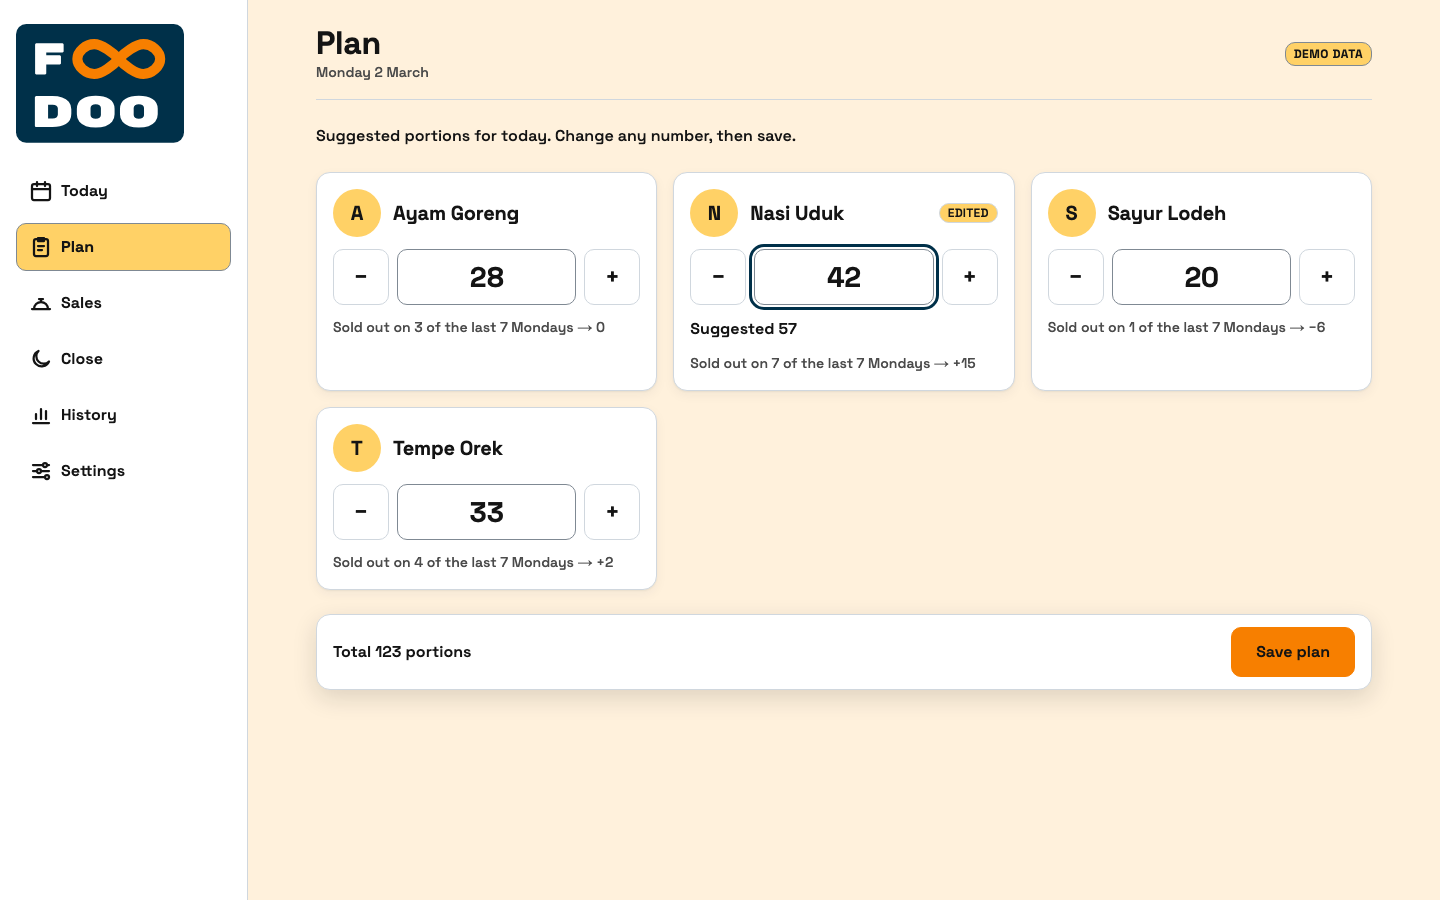 F∞
DOO
Today
Plan
Sales
Close
History
Settings
Plan
Monday 2 March
DEMO DATA
Suggested portions for today. Change any number, then save.
A Ayam Goreng
− 28 +
Sold out on 3 of the last 7 Mondays → 0
N Nasi Uduk EDITED
− 42 +
Suggested 57
Sold out on 7 of the last 7 Mondays → +15
S Sayur Lodeh
− 20 +
Sold out on 1 of the last 7 Mondays → −6
T Tempe Orek
− 33 +
Sold out on 4 of the last 7 Mondays → +2
Total 123 portions
Save plan